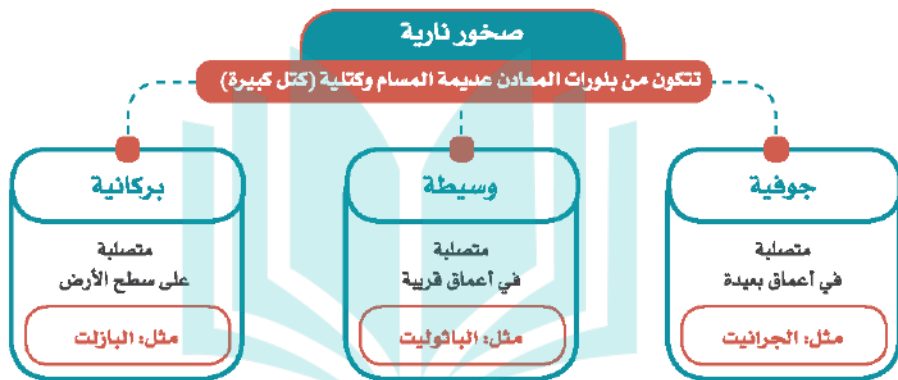 صخور نارية
تتكون من بلورات المعادن عديمة المسام وكتلية (كتل كبيرة)
جوفية
متصلبة
في أعماق بعيدة
مثل: الجرانيت
وسيطة
متصلبة
في أعماق قريبة
مثل: الباثوليت
بركانية
متصلبة
على سطح الأرض
مثل: البازلت